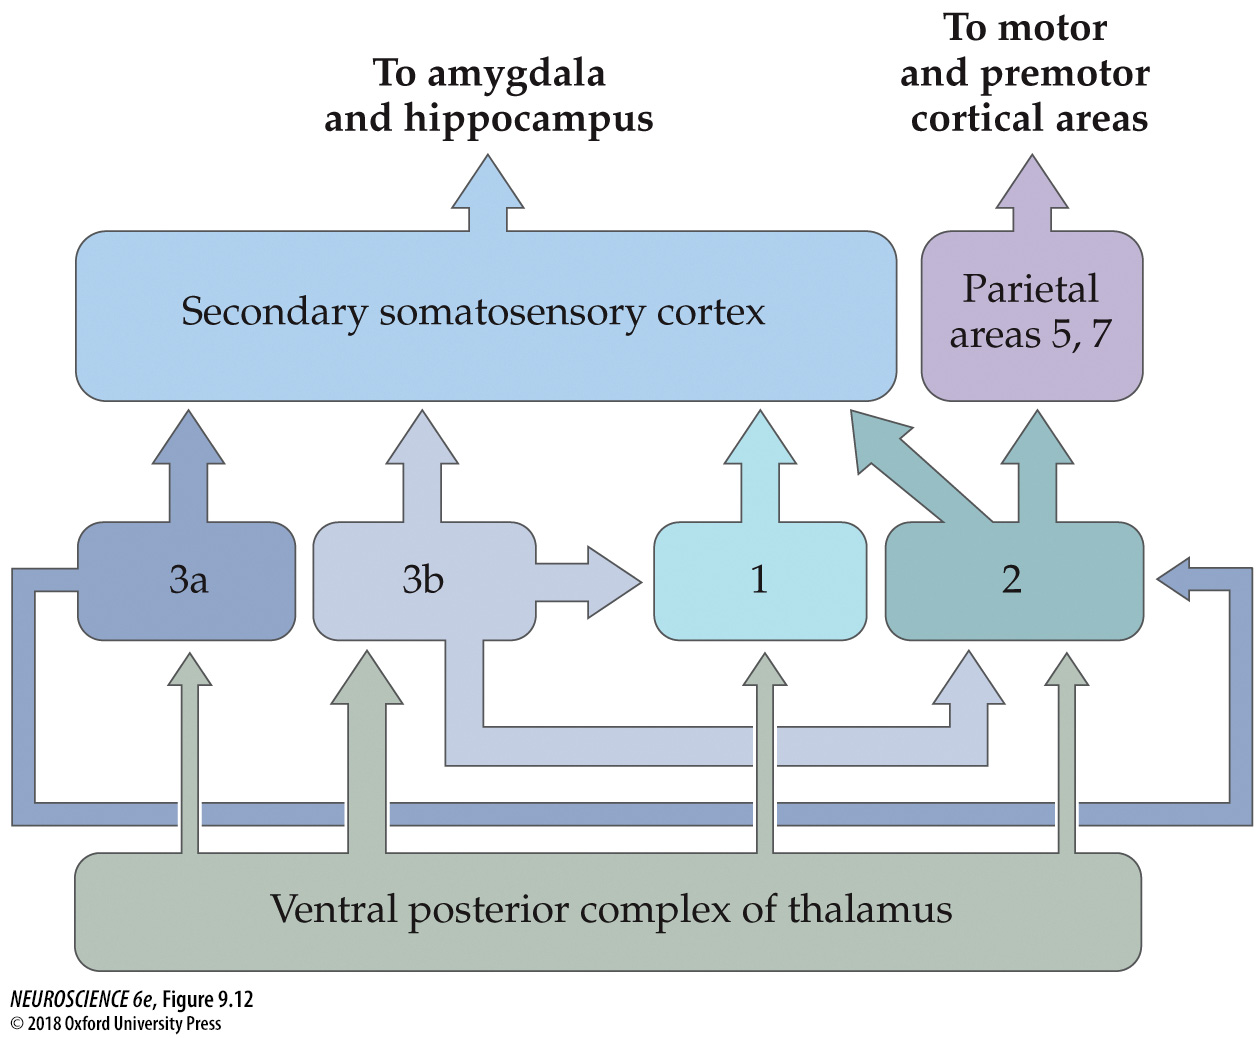 To motor
and premotor
cortical areas
To amygdala
and hippocampus
Secondary somatosensory cortex
Parietal
areas 5, 7
3a
3b
1
2
Ventral posterior complex of thalamus
NEUROSCIENCE 6e, Figure 9.12
© 2018 Oxford University Press